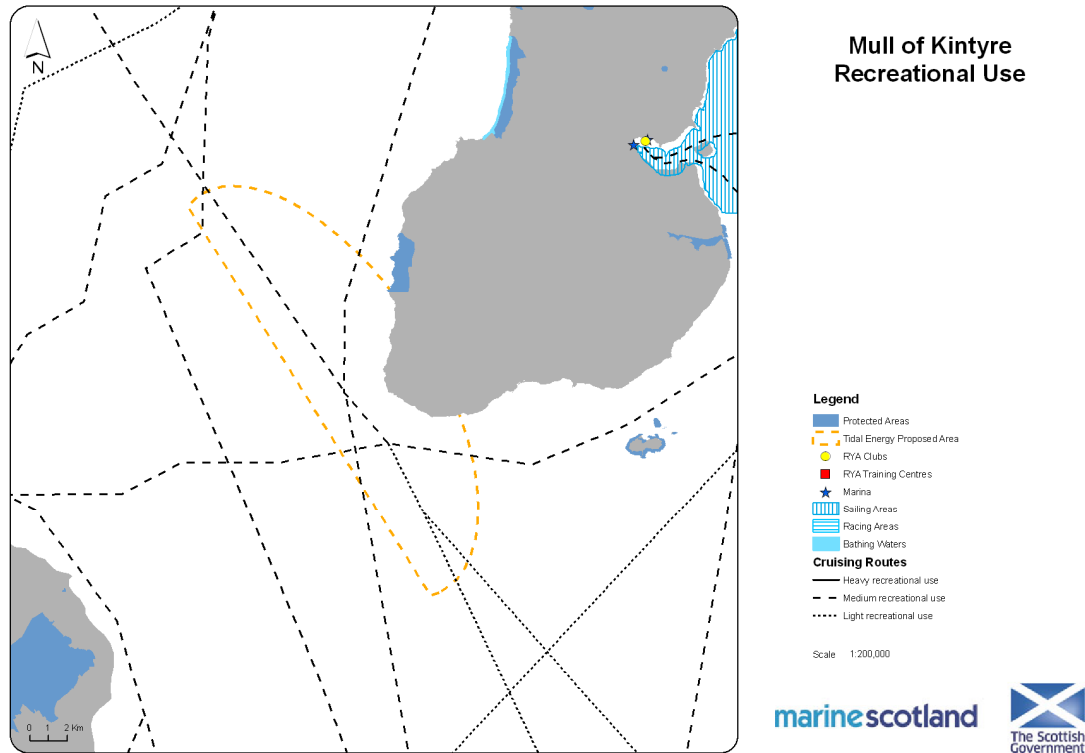 Mull of Kintyre
Recreational Use
N
Legend
Protected Areas
Tidal Energy Proposed Area
RYA Clubs
RYA Training Centres
Marina
Sailing Areas
Racing Areas
Bathing Waters
Cruising Routes
Heavy recreational use
Medium recreational use
Light recreational use
Scale 1:200,000
0 1 2 Km
marinescotland
The Scottish
Government